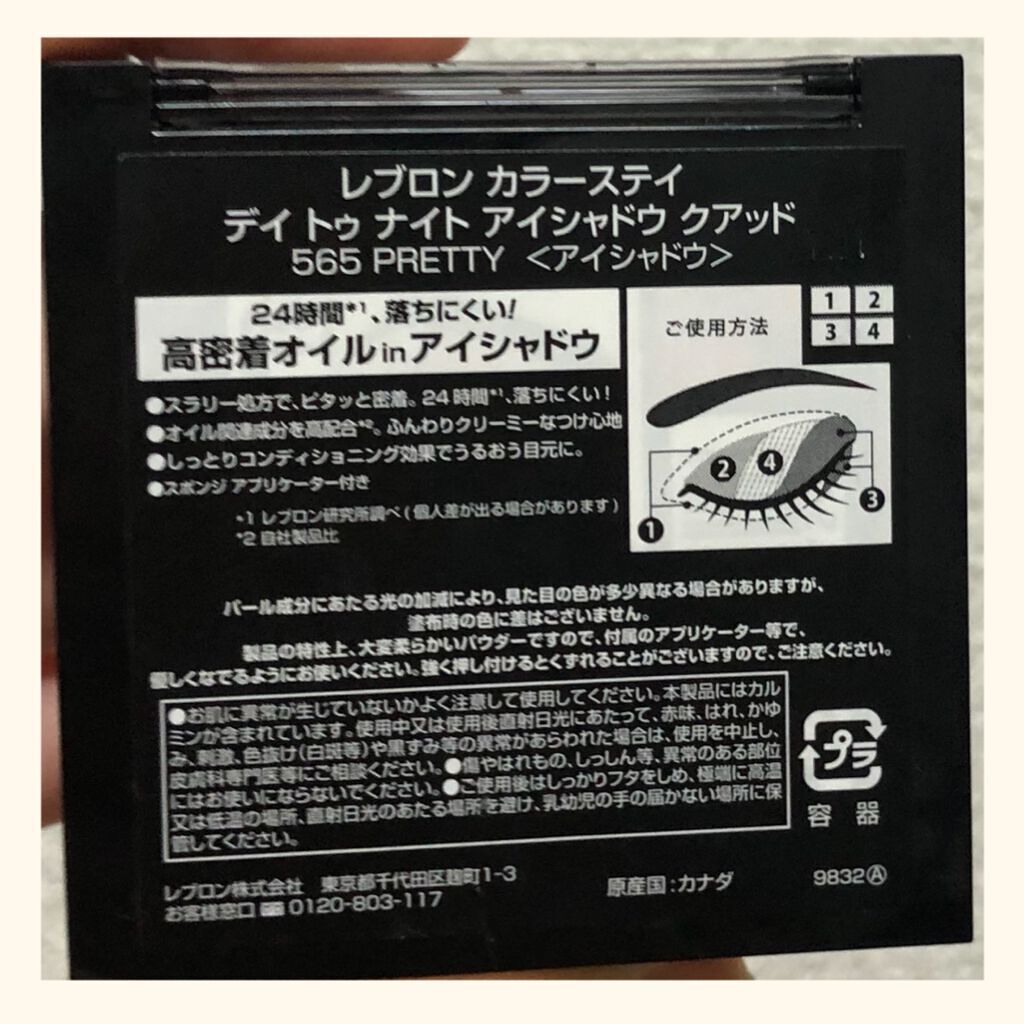 レブロン カラーステイ
デイ トゥ ナイト アイシャドウ クアッド
565 PRETTY <アイシャドウ>
24時間*1、落ちにくい!
高密着オイルinアイシャドウ
●スラリー処方で、ピタッと密着。24時間*1、落ちにくい!
●オイル関連成分を高配合*2。ふんわりクリーミーなつけ心地
●しっとりコンディショニング効果でうるおう目元に。
●スポンジ アプリケーター付き
*1 レブロン研究所調べ(個人差が出る場合があります)
*2 自社製品比
ご使用方法
1 2
3 4
2
4
1
3
パール成分にあたる光の加減により、見た目の色が多少異なる場合がありますが、
塗布時の色に差はございません。
製品の特性上、大変柔らかいパウダーですので、付属のアプリケーター等で、
優しくなでるようにお使いください。強く押し付けるとくずれることがございますので、ご注意ください。
●お肌に異常が生じていないかよく注意して使用してください。本製品にはカル
ミンが含まれています。使用中又は使用後直射日光にあたって、赤味、はれ、かゆ
み、刺激、色抜け(白斑等)や黒ずみ等の異常があらわれた場合は、使用を中止し、
皮膚科専門医等にご相談ください。●傷やはれもの、しっしん等、異常のある部位
にはお使いにならないでください。●ご使用後はしっかりフタをしめ、極端に高温
又は低温の場所、直射日光のあたる場所を避け、乳幼児の手の届かない場所に保
管してください。
プラ
容器
レブロン株式会社 東京都千代田区麹町1-3
お客様窓口 0120-803-117
原産国:カナダ
9832Ⓐ